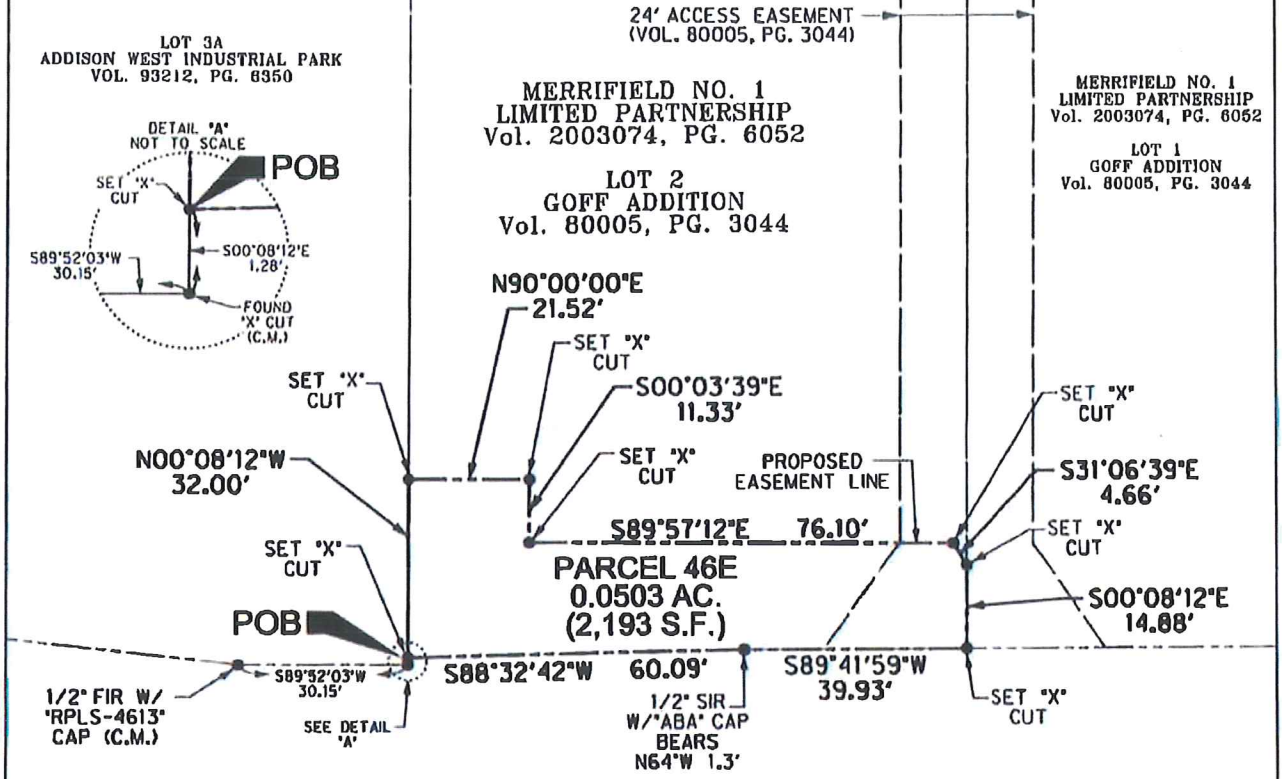 24' ACCESS EASEMENT
(VOL. 80005, PG. 3044)
LOT 3A
ADDISON WEST INDUSTRIAL PARK
VOL. 93212, PG. 6350
MERRIFIELD NO. 1
LIMITED PARTNERSHIP
Vol. 2003074, PG. 6052
LOT 2
GOFF ADDITION
Vol. 80005, PG. 3044
MERRIFIELD NO. 1
LIMITED PARTNERSHIP
Vol. 2003074, PG. 6052
LOT 1
GOFF ADDITION
Vol. 80005, PG. 3044
DETAIL "A"
NOT TO SCALE
POB
SET "X"
CUT
S00°08'12"E
1.28'
S89°52'03"W
30.15'
FOUND
"X" CUT
(C.M.)
N90°00'00"E
21.52'
SET "X"
CUT
SET "X"
CUT
S00°03'39"E
11.33'
SET "X"
CUT
N00°08'12"W
32.00'
SET "X"
CUT
PROPOSED
EASEMENT LINE
SET "X"
CUT
S31°06'39"E
4.66'
SET "X"
CUT
S89°57'12"E 76.10'
PARCEL 46E
0.0503 AC.
(2,193 S.F.)
S00°08'12"E
14.88'
POB
S89°52'03"W
30.15'
S88°32'42"W 60.09'
S89°41'59"W
39.93'
1/2" FIR W/
"RPLS-4613"
CAP (C.M.)
SEE DETAIL
"A"
1/2" SIR
W/"ABA" CAP
BEARS
N64°W 1.3'
SET "X"
CUT